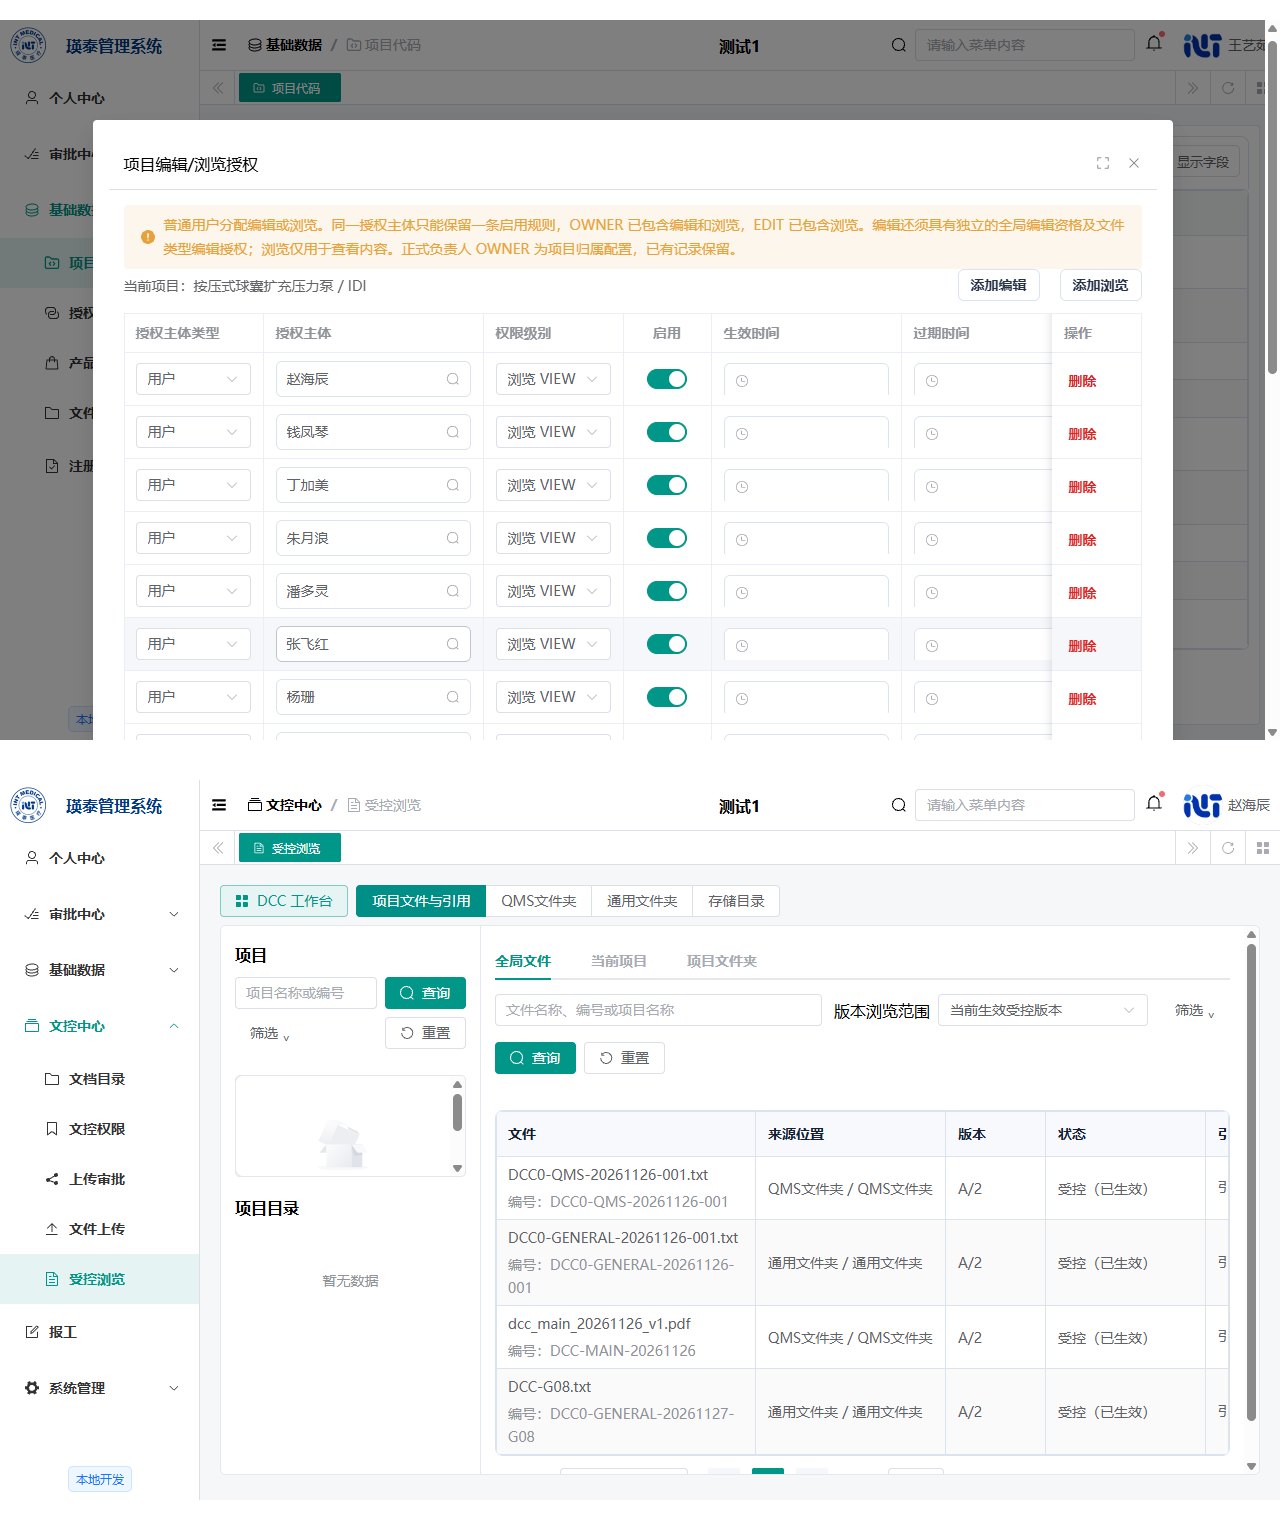 瑛泰管理系统
基础数据 / 项目代码
测试1
请输入菜单内容
王艺茹
个人中心
项目代码
审批中
显示字段
基础数
项目
授权
产品
文件
注册
本地
项目编辑/浏览授权
普通用户分配编辑或浏览。同一授权主体只能保留一条启用规则，OWNER 已包含编辑和浏览，EDIT 已包含浏览。编辑还须具有独立的全局编辑资格及文件
类型编辑授权；浏览仅用于查看内容。正式负责人 OWNER 为项目归属配置，已有记录保留。
当前项目：按压式球囊扩充压力泵 / IDI
添加编辑 添加浏览
授权主体类型 授权主体 权限级别 启用 生效时间 过期时间 操作
用户 赵海辰 浏览 VIEW 删除
用户 钱凤琴 浏览 VIEW 删除
用户 丁加美 浏览 VIEW 删除
用户 朱月浪 浏览 VIEW 删除
用户 潘多灵 浏览 VIEW 删除
用户 张飞红 浏览 VIEW 删除
用户 杨珊 浏览 VIEW 删除
瑛泰管理系统
文控中心 / 受控浏览
测试1
请输入菜单内容
赵海辰
受控浏览
个人中心
审批中心
基础数据
文控中心
文档目录
文控权限
上传审批
文件上传
受控浏览
报工
系统管理
本地开发
DCC 工作台 项目文件与引用 QMS文件夹 通用文件夹 存储目录
项目
项目名称或编号 查询
筛选 重置
项目目录
暂无数据
全局文件 当前项目 项目文件夹
文件名称、编号或项目名称 版本浏览范围 当前生效受控版本 筛选
查询 重置
文件 来源位置 版本 状态 引
DCC0-QMS-20261126-001.txt
编号：DCC0-QMS-20261126-001
QMS文件夹 / QMS文件夹 A/2 受控（已生效） 引
DCC0-GENERAL-20261126-001.txt
编号：DCC0-GENERAL-20261126-
001
通用文件夹 / 通用文件夹 A/2 受控（已生效） 引
dcc_main_20261126_v1.pdf
编号：DCC-MAIN-20261126
QMS文件夹 / QMS文件夹 A/2 受控（已生效） 引
DCC-G08.txt
编号：DCC0-GENERAL-20261127-
G08
通用文件夹 / 通用文件夹 A/2 受控（已生效） 引